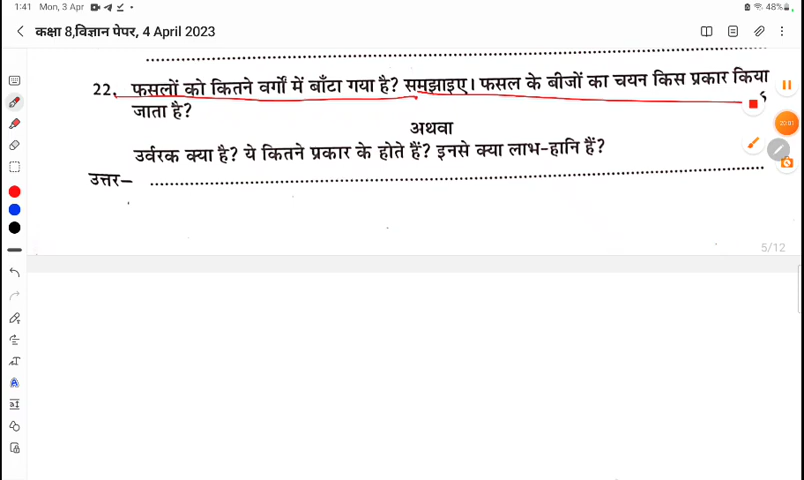 1:41 Mon, 3 Apr
48%
कक्षा 8,विज्ञान पेपर, 4 April 2023
22. फसलों को कितने वर्गों में बाँटा गया है? समझाइए। फसल के बीजों का चयन किस प्रकार किया
जाता है?
अथवा
उर्वरक क्या है? ये कितने प्रकार के होते हैं? इनसे क्या लाभ-हानि हैं?
उत्तर–
5/12